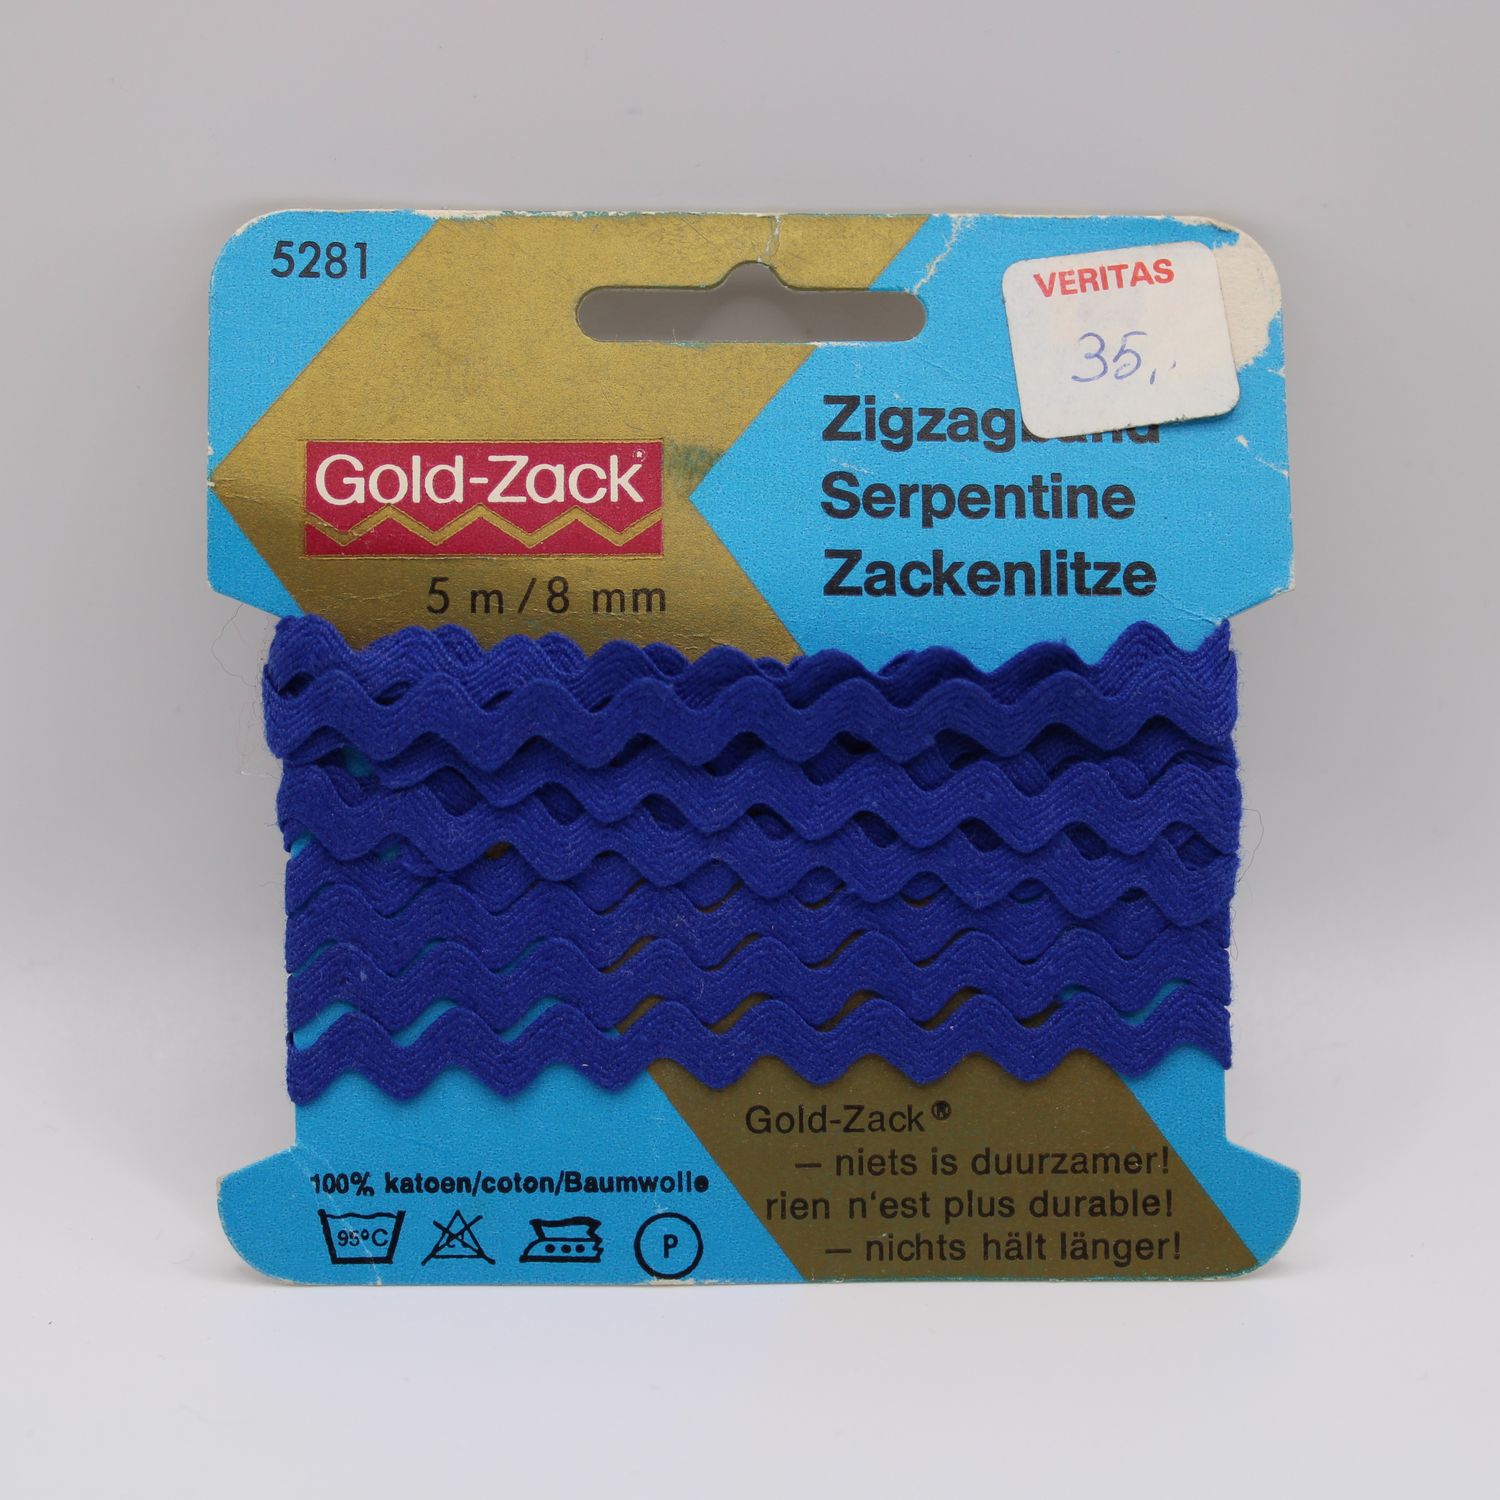 5281
VERITAS
35,..
Serpentine
Zackenlitze
Gold-Zack®
5 m/8 mm
Gold-Zack®
– niets is duurzamer!
rien n'est plus durable!
– nichts hält länger!
100% katoen/coton/Baumwolle
95°C
Cl
P